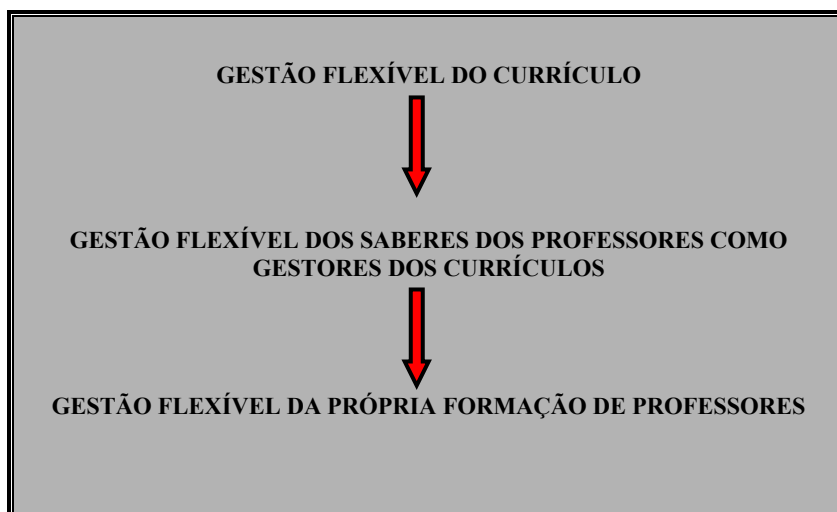 GESTÃO FLEXÍVEL DO CURRÍCULO
GESTÃO FLEXÍVEL DOS SABERES DOS PROFESSORES COMO
GESTORES DOS CURRÍCULOS
GESTÃO FLEXÍVEL DA PRÓPRIA FORMAÇÃO DE PROFESSORES